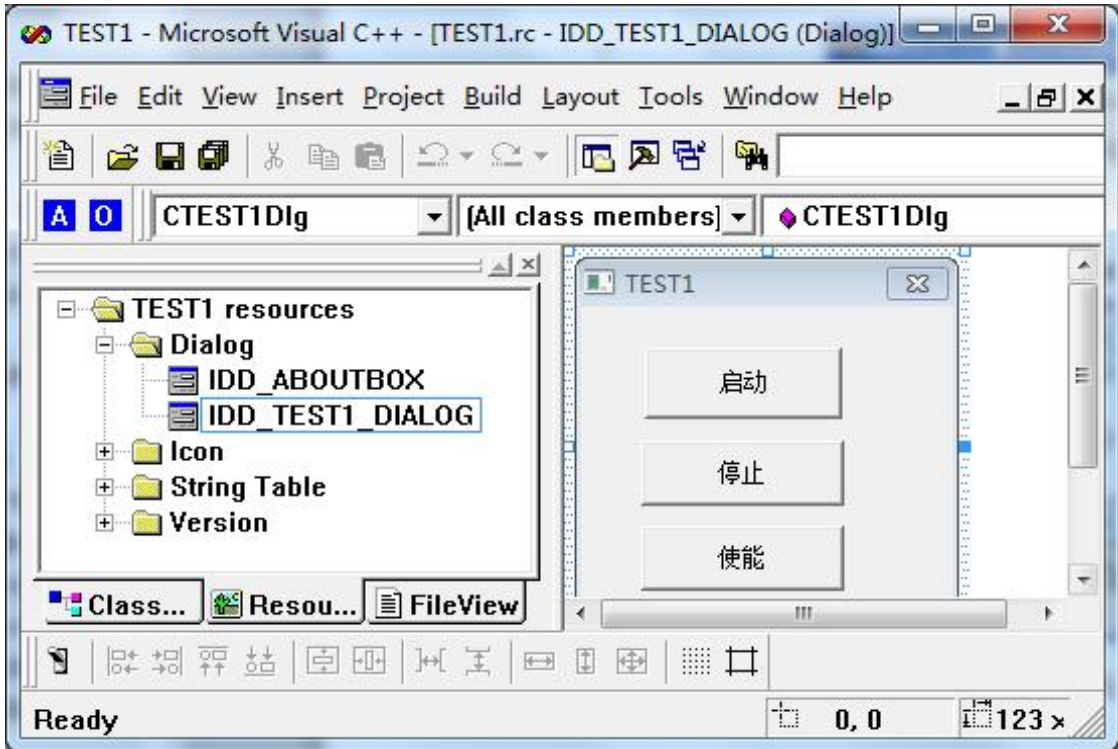 TEST1 - Microsoft Visual C++ - [TEST1.rc - IDD_TEST1_DIALOG (Dialog)]
File Edit View Insert Project Build Layout Tools Window Help
A O CTEST1Dlg [All class members] CTEST1Dlg
TEST1 resources
Dialog
IDD_ABOUTBOX
IDD_TEST1_DIALOG
Icon
String Table
Version
Class... Resou... FileView
TEST1
启动
停止
使能
Ready 0, 0 123 x